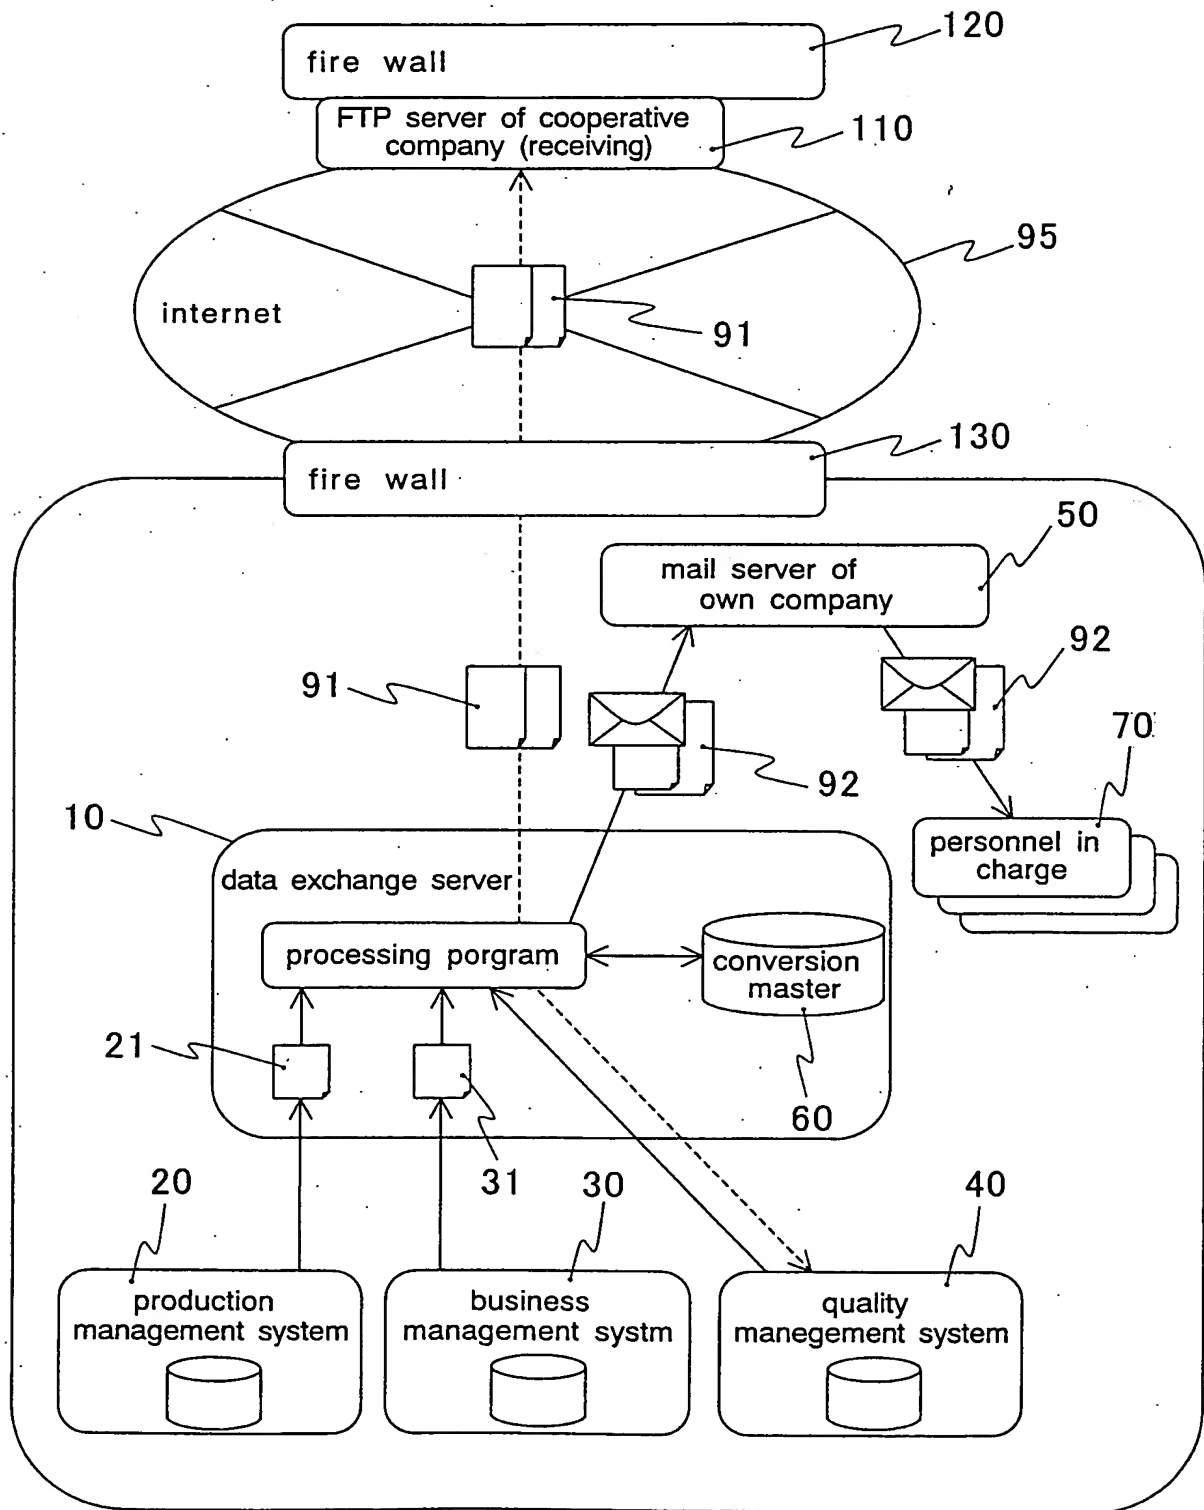 120
fire wall
FTP server of cooperative
company (receiving)
110
95
internet
91
130
fire wall
50
mail server of
own company
92
91
70
92
10
personnel in
charge
data exchange server
processing porgram
conversion
master
21
60
31
20
30
40
production
management system
business
management systm
quality
manegement system